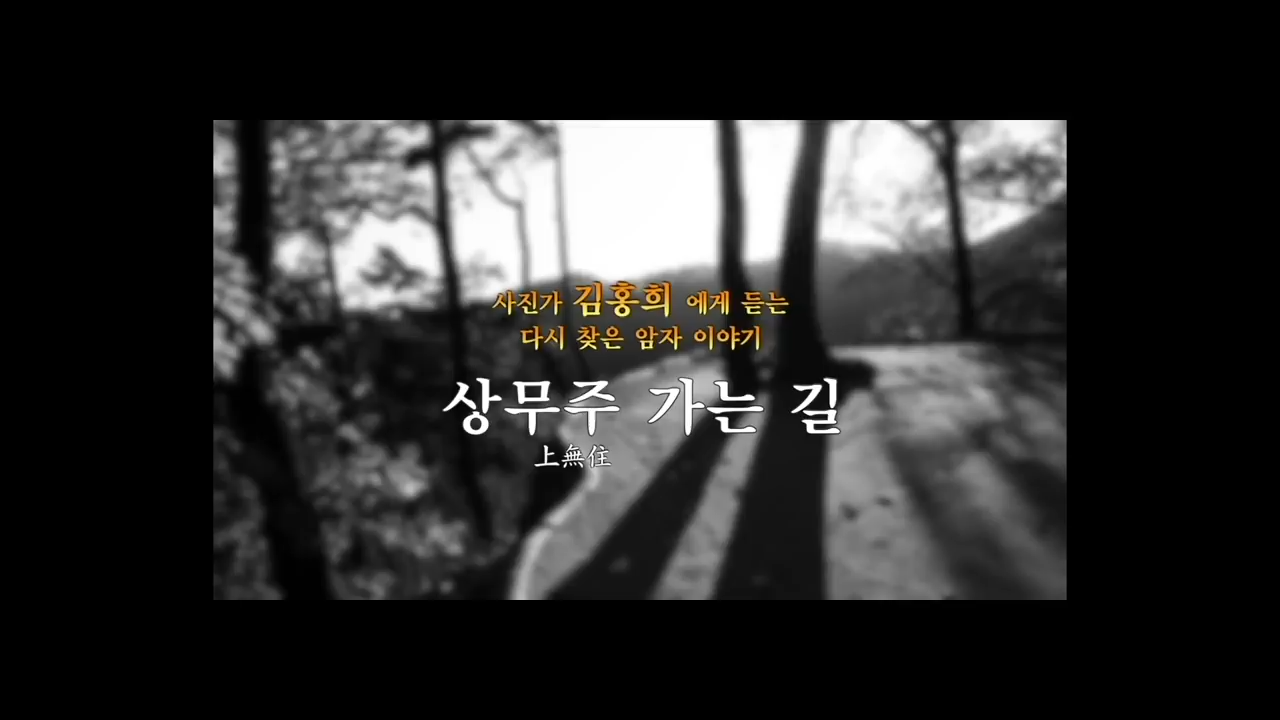 사진가 김홍희 에게 듣는
다시 찾은 암자 이야기
상무주 가는 길
上無住